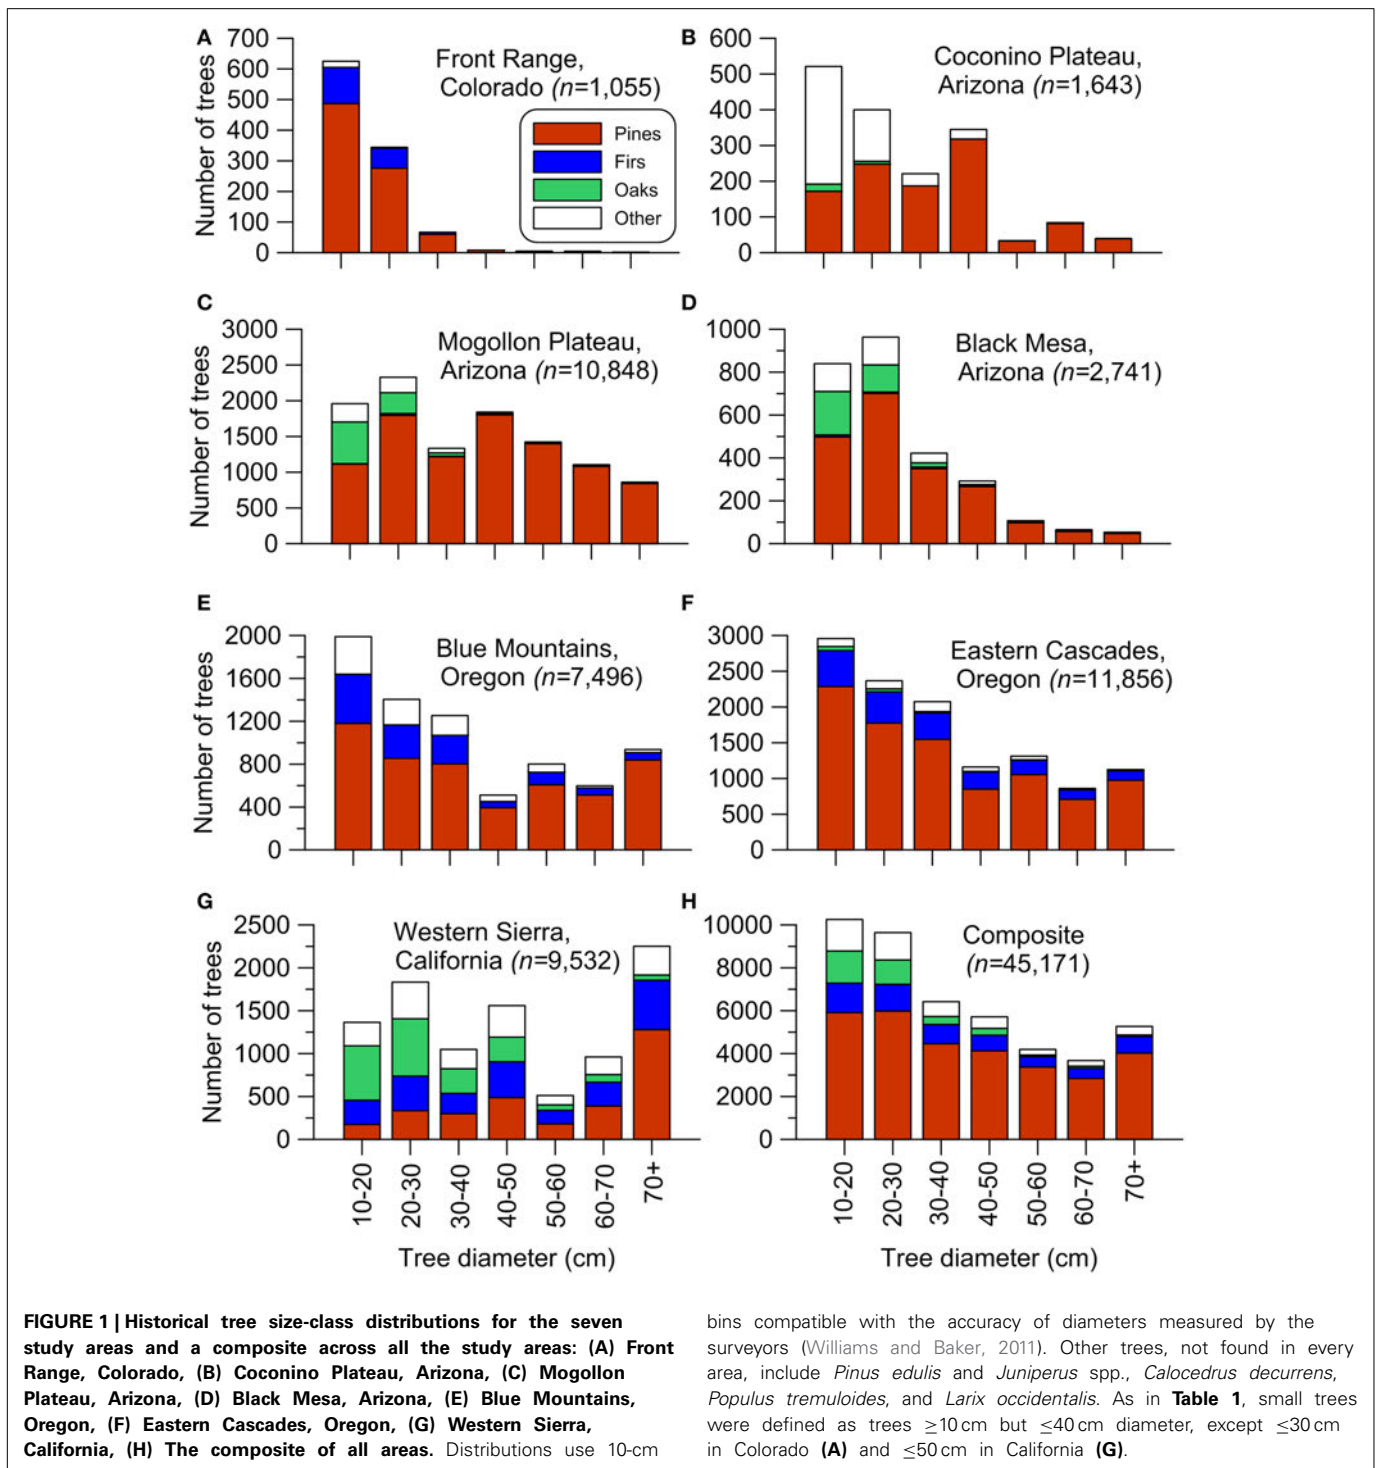 A
Front Range,
Colorado (n=1,055)
Number of trees
700
600
500
400
300
200
100
0
Pines
Firs
Oaks
Other
B
Coconino Plateau,
Arizona (n=1,643)
600
500
400
300
200
100
0
C
Mogollon Plateau,
Arizona (n=10,848)
Number of trees
3000
2500
2000
1500
1000
500
0
D
Black Mesa,
Arizona (n=2,741)
1000
800
600
400
200
0
E
Blue Mountains,
Oregon (n=7,496)
Number of trees
2000
1600
1200
800
400
0
F
Eastern Cascades,
Oregon (n=11,856)
3000
2500
2000
1500
1000
500
0
G
Western Sierra,
California (n=9,532)
Number of trees
2500
2000
1500
1000
500
0
10-20
20-30
30-40
40-50
50-60
60-70
70+
Tree diameter (cm)
H
Composite
(n=45,171)
10000
8000
6000
4000
2000
0
10-20
20-30
30-40
40-50
50-60
60-70
70+
Tree diameter (cm)
FIGURE 1 | Historical tree size-class distributions for the seven
study areas and a composite across all the study areas: (A) Front
Range, Colorado, (B) Coconino Plateau, Arizona, (C) Mogollon
Plateau, Arizona, (D) Black Mesa, Arizona, (E) Blue Mountains,
Oregon, (F) Eastern Cascades, Oregon, (G) Western Sierra,
California, (H) The composite of all areas. Distributions use 10-cm
bins compatible with the accuracy of diameters measured by the
surveyors (Williams and Baker, 2011). Other trees, not found in every
area, include Pinus edulis and Juniperus spp., Calocedrus decurrens,
Populus tremuloides, and Larix occidentalis. As in Table 1, small trees
were defined as trees ≥10 cm but ≤40 cm diameter, except ≤30 cm
in Colorado (A) and ≤50 cm in California (G).